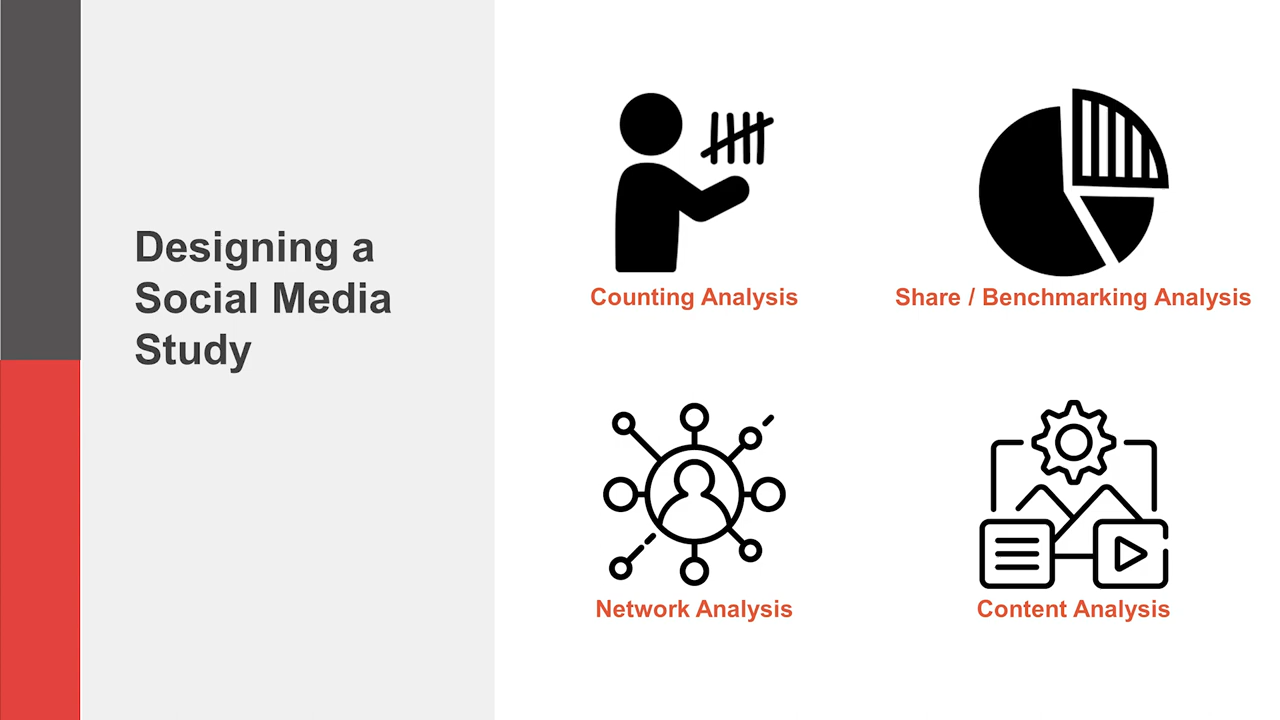 Designing a
Social Media
Study
Counting Analysis
Share / Benchmarking Analysis
Network Analysis
Content Analysis